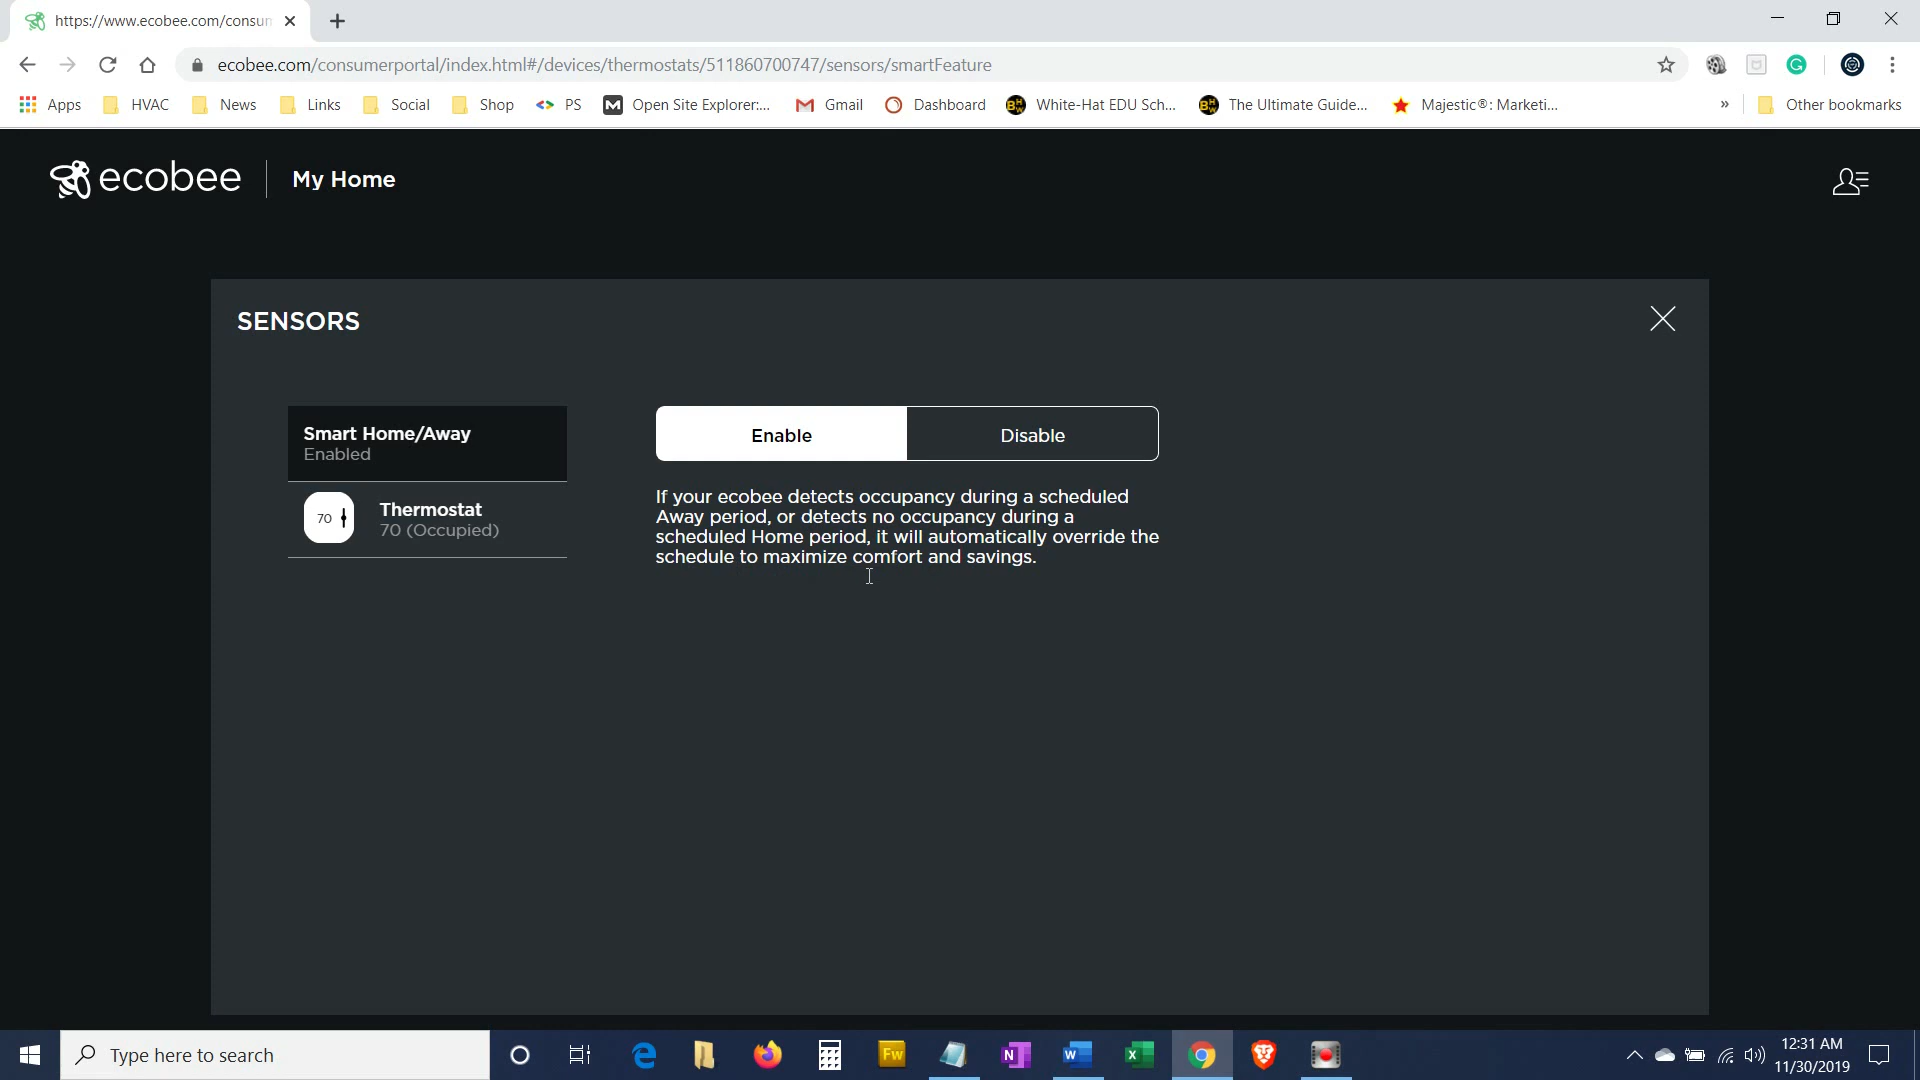 https://www.ecobee.com/consun
ecobee.com/consumerportal/index.html#/devices/thermostats/511860700747/sensors/smartFeature
Apps HVAC News Links Social Shop PS Open Site Explorer:... Gmail Dashboard White-Hat EDU Sch... The Ultimate Guide... Majestic®: Marketi... » Other bookmarks
ecobee My Home
SENSORS
Smart Home/Away
Enabled
70 Thermostat
70 (Occupied)
Enable Disable
If your ecobee detects occupancy during a scheduled
Away period, or detects no occupancy during a
scheduled Home period, it will automatically override the
schedule to maximize comfort and savings.
Type here to search
Fw
12:31 AM
11/30/2019